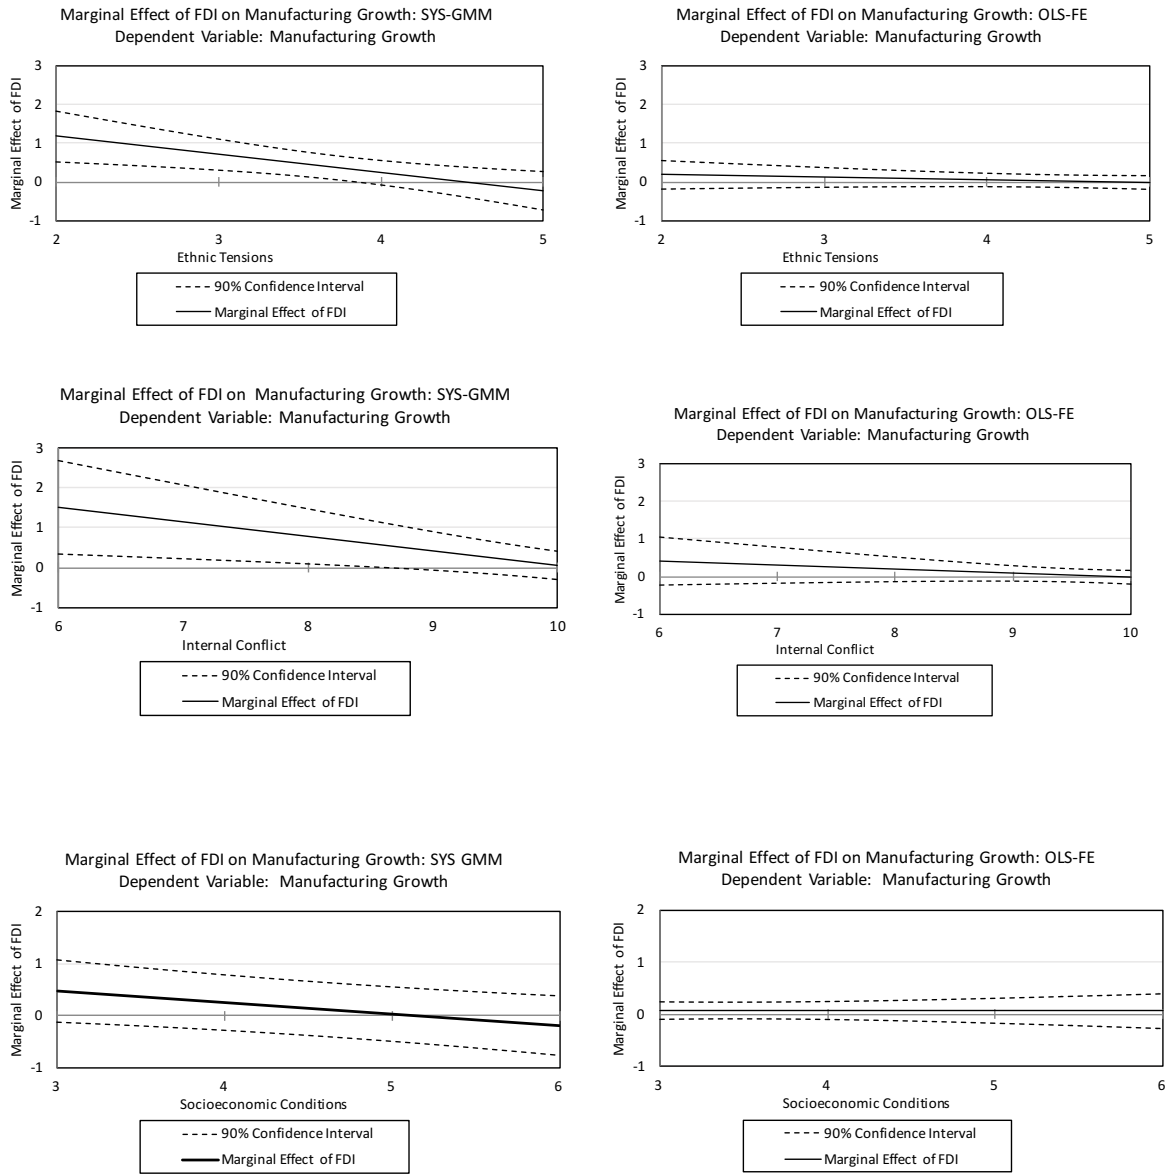 Marginal Effect of FDI on Manufacturing Growth: SYS-GMM
Dependent Variable: Manufacturing Growth
Marginal Effect of FDI
3
2
1
0
-1
2
3
4
5
Ethnic Tensions
90% Confidence Interval
Marginal Effect of FDI
Marginal Effect of FDI on Manufacturing Growth: OLS-FE
Dependent Variable: Manufacturing Growth
Marginal Effect of FDI
3
2
1
0
-1
2
3
4
5
Ethnic Tensions
90% Confidence Interval
Marginal Effect of FDI
Marginal Effect of FDI on Manufacturing Growth: SYS-GMM
Dependent Variable: Manufacturing Growth
Marginal Effect of FDI
3
2
1
0
-1
6
7
8
9
10
Internal Conflict
90% Confidence Interval
Marginal Effect of FDI
Marginal Effect of FDI on Manufacturing Growth: OLS-FE
Dependent Variable: Manufacturing Growth
Marginal Effect of FDI
3
2
1
0
-1
6
7
8
9
10
Internal Conflict
90% Confidence Interval
Marginal Effect of FDI
Marginal Effect of FDI on Manufacturing Growth: SYS GMM
Dependent Variable: Manufacturing Growth
Marginal Effect of FDI
2
1
0
-1
3
4
5
6
Socioeconomic Conditions
90% Confidence Interval
Marginal Effect of FDI
Marginal Effect of FDI on Manufacturing Growth: OLS-FE
Dependent Variable: Manufacturing Growth
Marginal Effect of FDI
2
1
0
-1
3
4
5
6
Socioeconomic Conditions
90% Confidence Interval
Marginal Effect of FDI